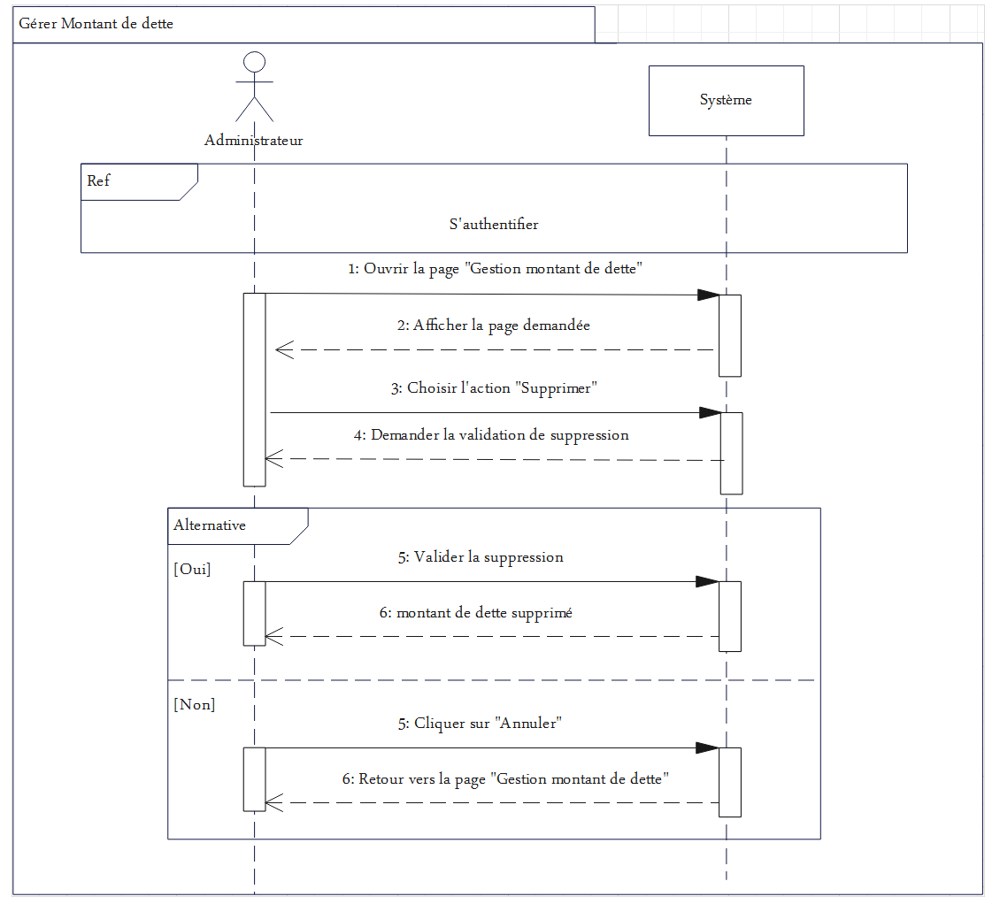 Gérer Montant de dette
Administrateur
Système
Ref
S'authentifier
1: Ouvrir la page "Gestion montant de dette"
2: Afficher la page demandée
3: Choisir l'action "Supprimer"
4: Demander la validation de suppression
Alternative
[Oui]
5: Valider la suppression
6: montant de dette supprimé
[Non]
5: Cliquer sur "Annuler"
6: Retour vers la page "Gestion montant de dette"